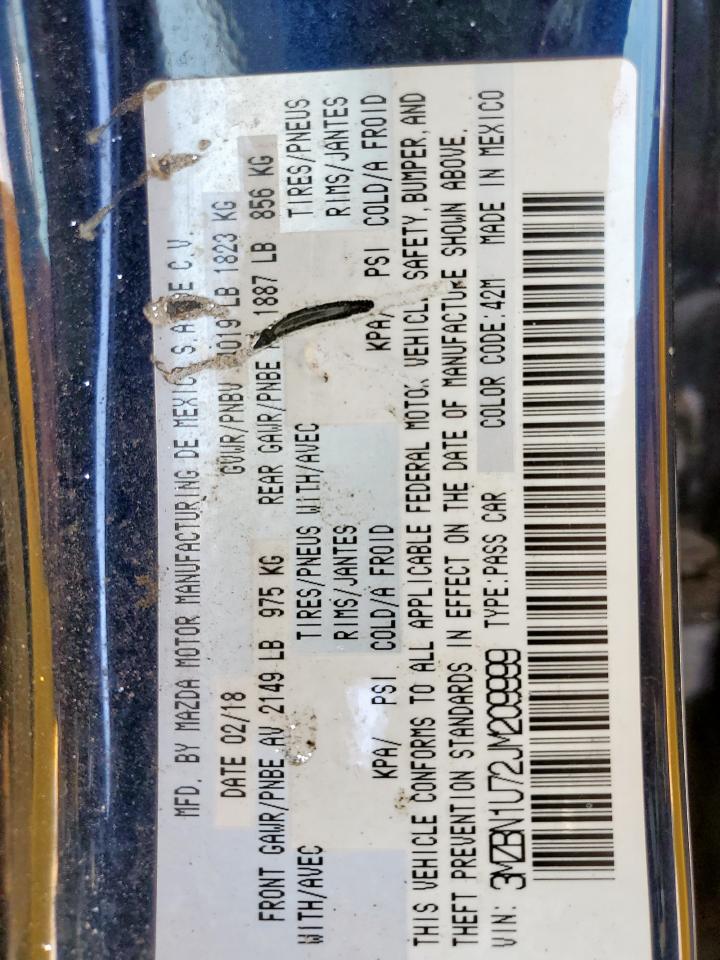 MFD. BY MAZDA MOTOR MANUFACTURING DE MEXICO S.A. DE C.V.
DATE 02/18 GVWR/PNBV LB 1823 KG
FRONT GAWR/PNBE AV 2149 LB 975 KG REAR GAWR/PNBE 1887 LB 856 KG
WITH/AVEC TIRES/PNEUS WITH/AVEC TIRES/PNEUS
RIMS/JANTES RIMS/JANTES
KPA/ PSI COLD/A FROID KPA/ PSI COLD/A FROID
THIS VEHICLE CONFORMS TO ALL APPLICABLE FEDERAL MOTOR VEHICLE SAFETY, BUMPER, AND
THEFT PREVENTION STANDARDS IN EFFECT ON THE DATE OF MANUFACTURE SHOWN ABOVE.
VIN: 3MZBN1U72JM209999 TYPE:PASS CAR COLOR CODE:42M MADE IN MEXICO